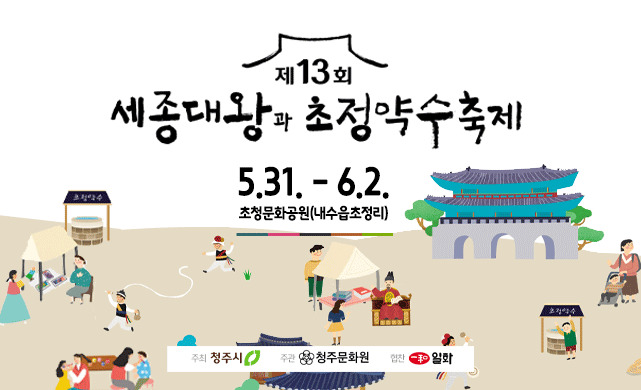 제13회
세종대왕과 초정약수축제
5.31. - 6.2.
초청문화공원(내수읍초정리)
초정약수
초정약수
주최 청주시 주관 청주문화원 협찬 일화